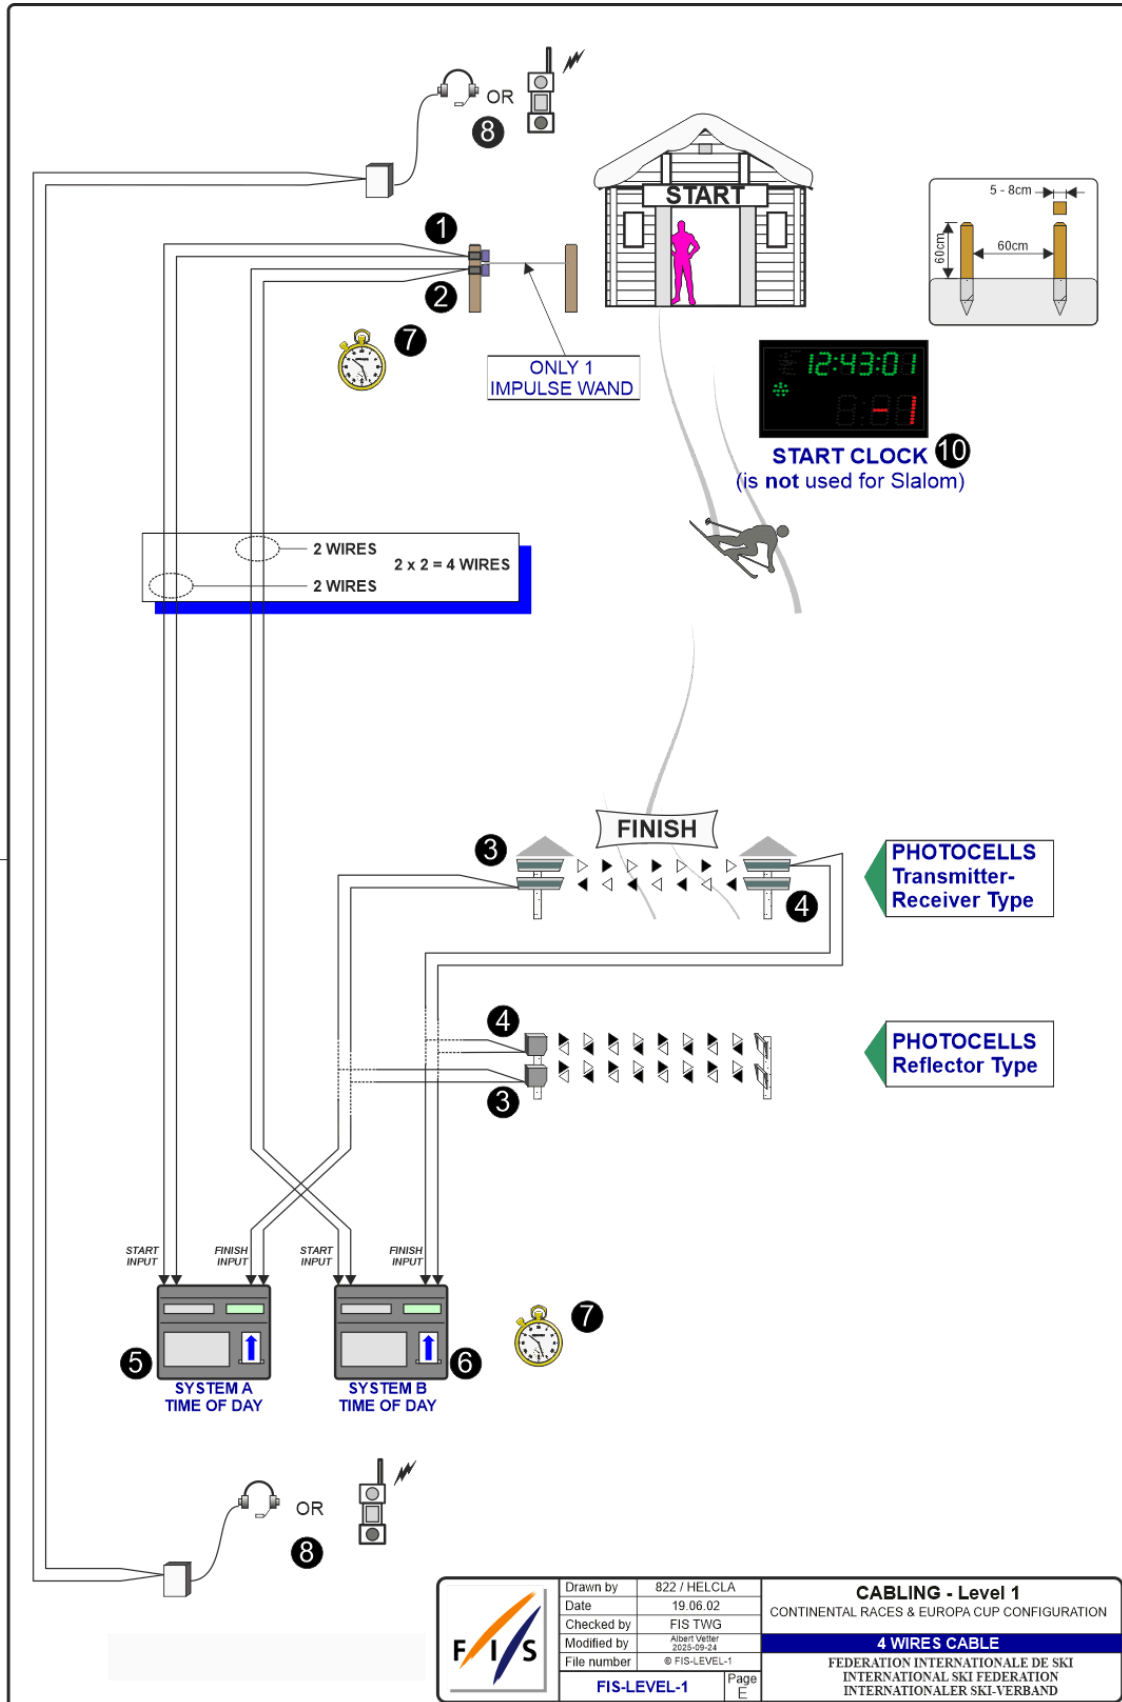 OR
8
START
5 - 8cm
60cm
60cm
1
2
7
ONLY 1
IMPULSE WAND
12:43:01
-1
START CLOCK 10
(is not used for Slalom)
2 WIRES
2 x 2 = 4 WIRES
2 WIRES
FINISH
3
4
PHOTOCELLS
Transmitter-
Receiver Type
4
3
PHOTOCELLS
Reflector Type
START
INPUT
FINISH
INPUT
START
INPUT
FINISH
INPUT
5
6
7
SYSTEM A
TIME OF DAY
SYSTEM B
TIME OF DAY
OR
8
FIS
Drawn by 822 / HELCLA
Date 19.06.02
Checked by FIS TWG
Modified by Albert Vetter
2025-09-24
File number © FIS-LEVEL-1
FIS-LEVEL-1
Page
E
CABLING - Level 1
CONTINENTAL RACES & EUROPA CUP CONFIGURATION
4 WIRES CABLE
FEDERATION INTERNATIONALE DE SKI
INTERNATIONAL SKI FEDERATION
INTERNATIONALER SKI-VERBAND